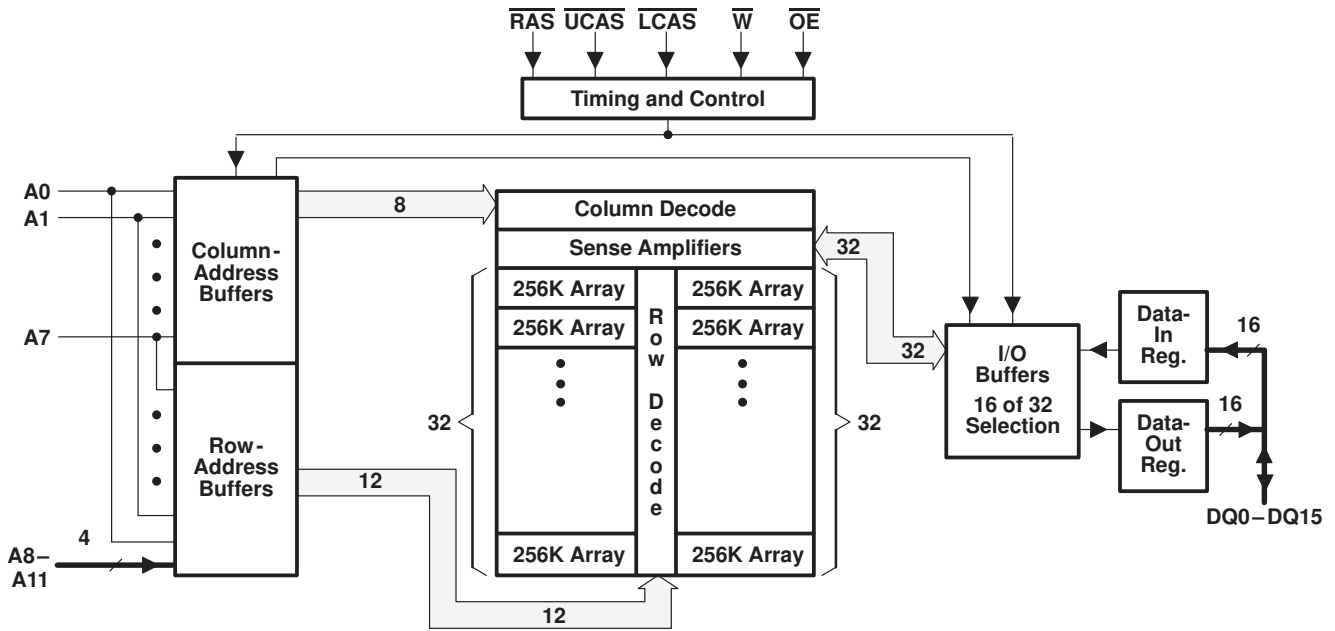 RAS UCAS LCAS W OE
Timing and Control
A0
A1
A7
A8–
A11
4
Column-
Address
Buffers
Row-
Address
Buffers
8
12
12
Column Decode
Sense Amplifiers
256K Array
256K Array
256K Array
256K Array
256K Array
256K Array
Row Decode
32
32
32
32
I/O
Buffers
16 of 32
Selection
Data-
In
Reg.
16
Data-
Out
Reg.
16
DQ0–DQ15